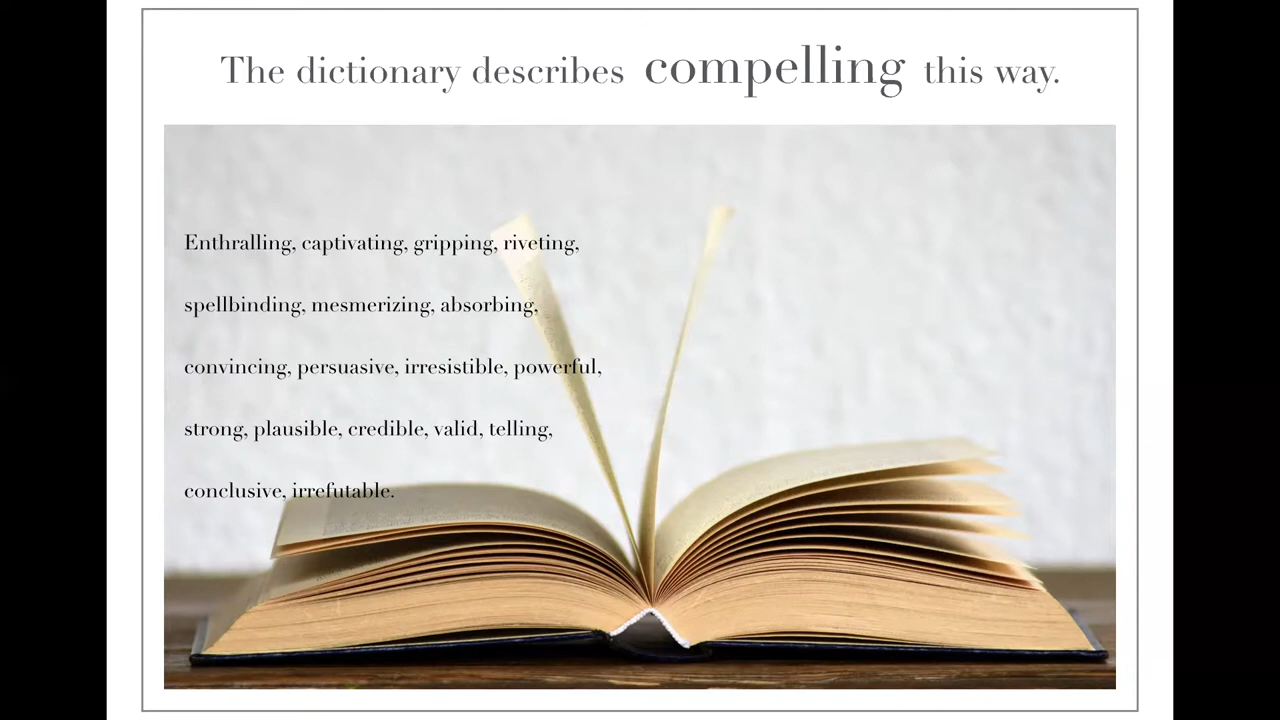 The dictionary describes compelling this way.
Enthralling, captivating, gripping, riveting,
spellbinding, mesmerizing, absorbing,
convincing, persuasive, irresistible, powerful,
strong, plausible, credible, valid, telling,
conclusive, irrefutable.